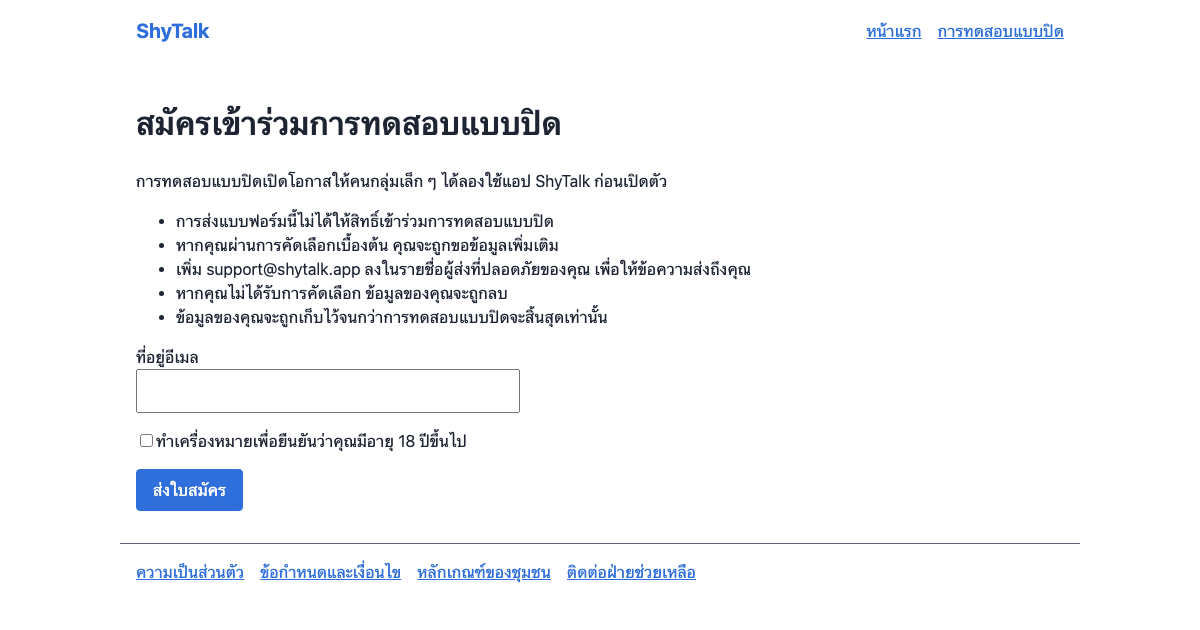 ShyTalk
หน้าแรก การทดสอบแบบปิด
สมัครเข้าร่วมการทดสอบแบบปิด
การทดสอบแบบปิดเปิดโอกาสให้คนกลุ่มเล็ก ๆ ได้ลองใช้แอป ShyTalk ก่อนเปิดตัว
การส่งแบบฟอร์มนี้ไม่ได้ให้สิทธิ์เข้าร่วมการทดสอบแบบปิด
หากคุณผ่านการคัดเลือกเบื้องต้น คุณจะถูกขอข้อมูลเพิ่มเติม
เพิ่ม support@shytalk.app ลงในรายชื่อผู้ส่งที่ปลอดภัยของคุณ เพื่อให้ข้อความส่งถึงคุณ
หากคุณไม่ได้รับการคัดเลือก ข้อมูลของคุณจะถูกลบ
ข้อมูลของคุณจะถูกเก็บไว้จนกว่าการทดสอบแบบปิดจะสิ้นสุดเท่านั้น
ที่อยู่อีเมล
ทำเครื่องหมายเพื่อยืนยันว่าคุณมีอายุ 18 ปีขึ้นไป
ส่งใบสมัคร
ความเป็นส่วนตัว ข้อกำหนดและเงื่อนไข หลักเกณฑ์ของชุมชน ติดต่อฝ่ายช่วยเหลือ